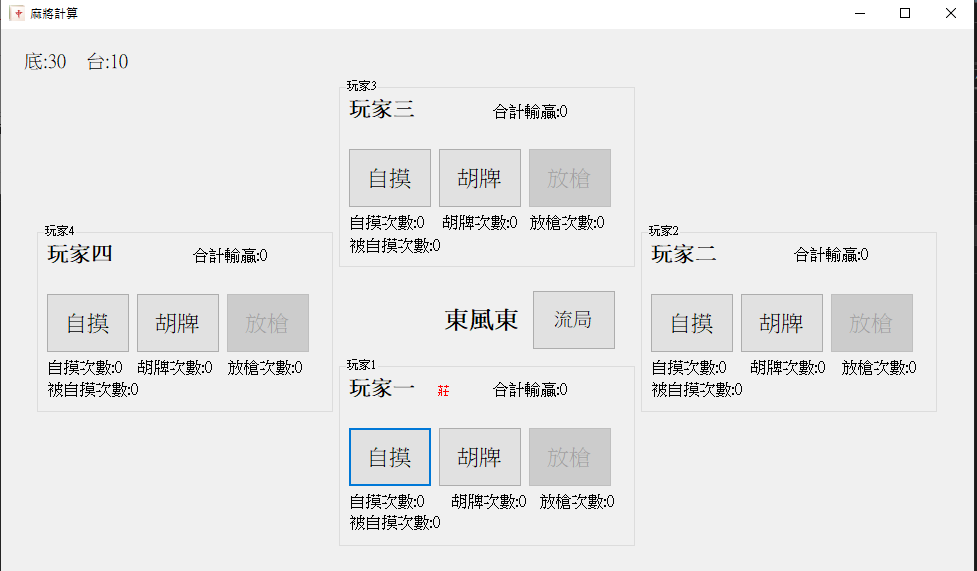 麻將計算
底:30 台:10
玩家3
玩家三 合計輸贏:0
自摸 胡牌 放槍
自摸次數:0 胡牌次數:0 放槍次數:0
被自摸次數:0
玩家4
玩家四 合計輸贏:0
自摸 胡牌 放槍
自摸次數:0 胡牌次數:0 放槍次數:0
被自摸次數:0
玩家2
玩家二 合計輸贏:0
自摸 胡牌 放槍
自摸次數:0 胡牌次數:0 放槍次數:0
被自摸次數:0
東風東 流局
玩家1
玩家一 莊 合計輸贏:0
自摸 胡牌 放槍
自摸次數:0 胡牌次數:0 放槍次數:0
被自摸次數:0